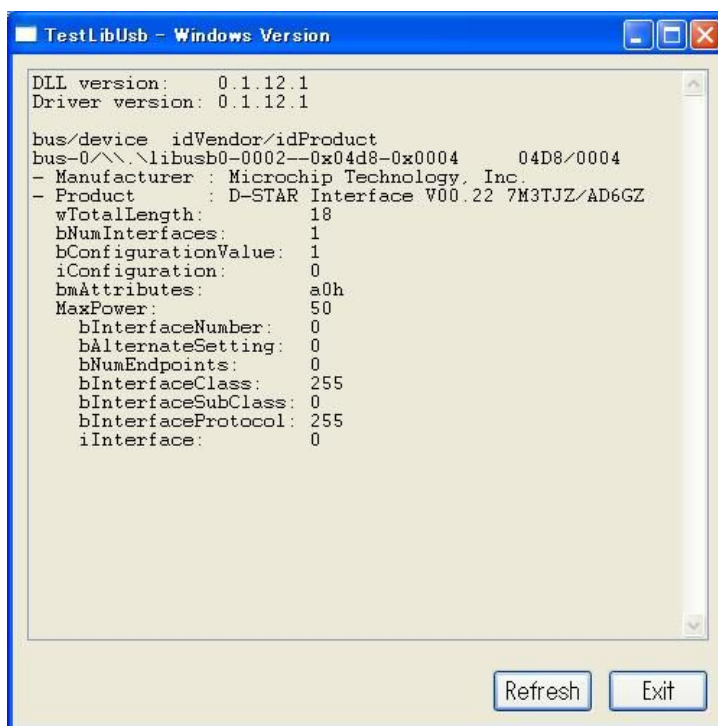 TestLibUsb - Windows Version
DLL version:    0.1.12.1
Driver version: 0.1.12.1
bus/device  idVendor/idProduct
bus-0/\\.\libusb0-0002--0x04d8-0x0004     04D8/0004
- Manufacturer : Microchip Technology, Inc.
- Product      : D-STAR Interface V00.22 7M3TJZ/AD6GZ
wTotalLength:         18
bNumInterfaces:       1
bConfigurationValue:  1
iConfiguration:       0
bmAttributes:         a0h
MaxPower:             50
bInterfaceNumber:   0
bAlternateSetting:  0
bNumEndpoints:      0
bInterfaceClass:    255
bInterfaceSubClass: 0
bInterfaceProtocol: 255
iInterface:         0
Refresh
Exit